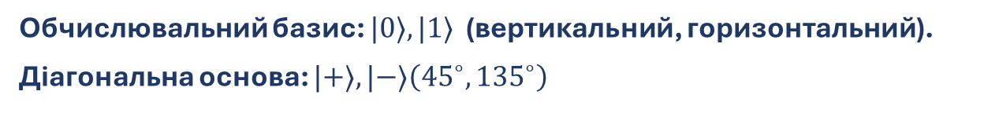 Обчислювальний базис: |0⟩, |1⟩ (вертикальний, горизонтальний).
Діагональна основа: |+⟩, |−⟩(45°, 135°)